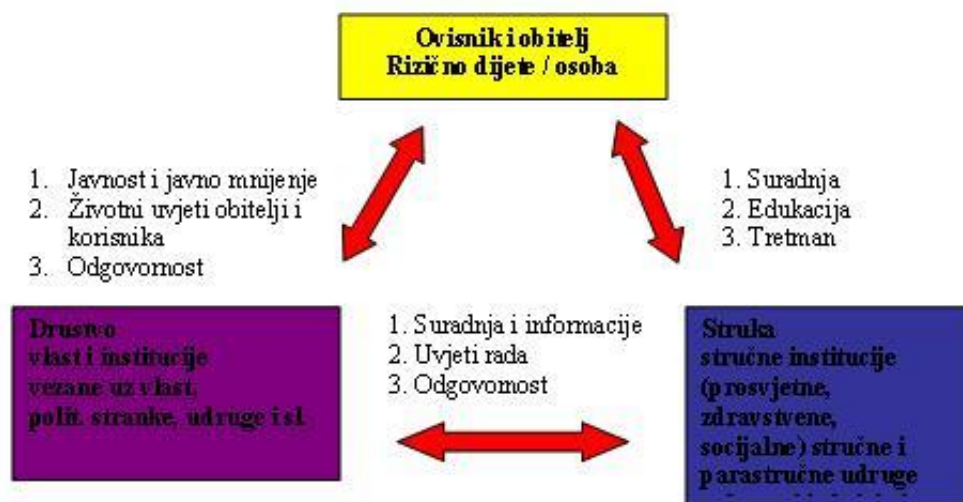 Ovisnik i obitelj
Rizično dijete / osoba
1. Javnost i javno mnijenje
2. Životni uvjeti obitelji i
korisnika
3. Odgovornost
1. Suradnja
2. Edukacija
3. Tretman
Drustvo
vlast i institucije
vezane uz vlast,
polit. stranke, udruge i sl.
1. Suradnja i informacije
2. Uvjeti rada
3. Odgovornost
Struka
stručne institucije
(prosvjetne,
zdravstvene,
socijalne) stručne i
parastručne udruge